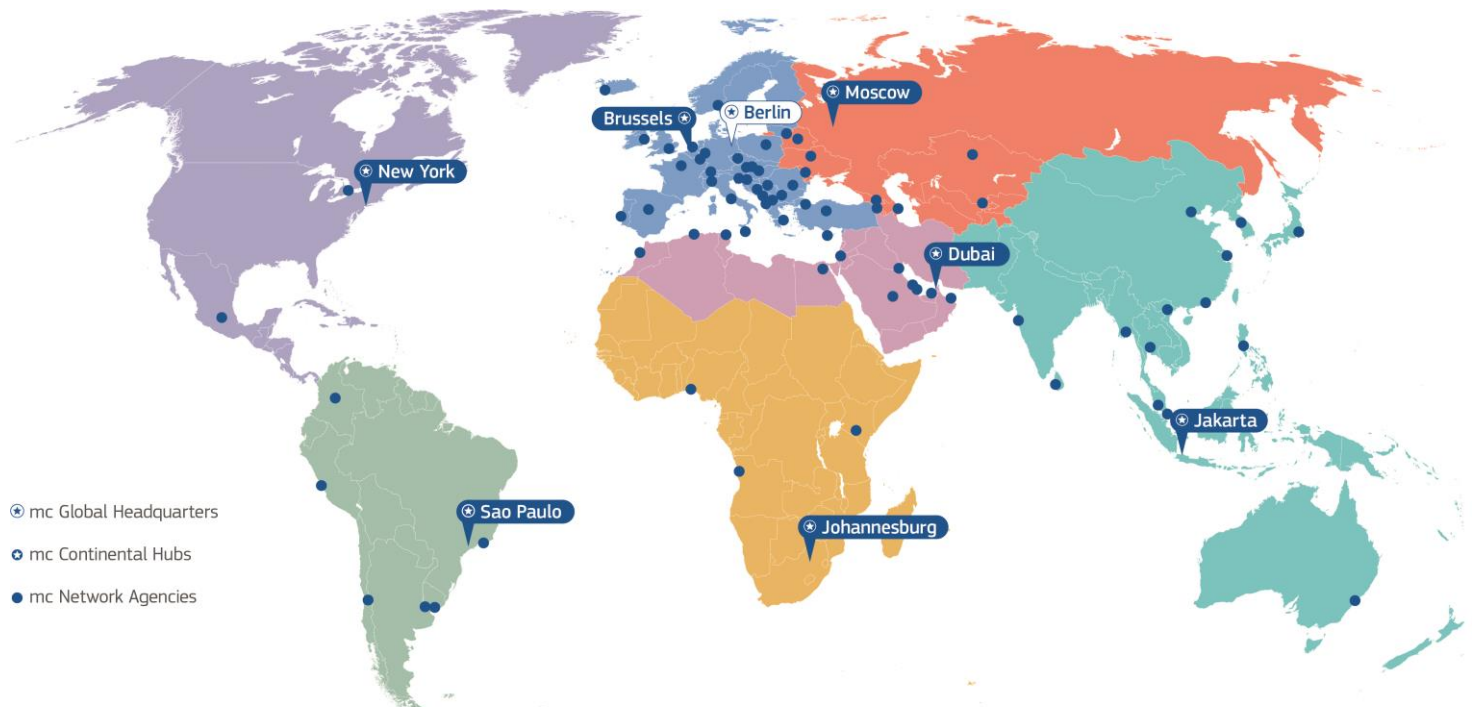 Moscow
Brussels
Berlin
New York
Dubai
Jakarta
Sao Paulo
Johannesburg
mc Global Headquarters
mc Continental Hubs
mc Network Agencies